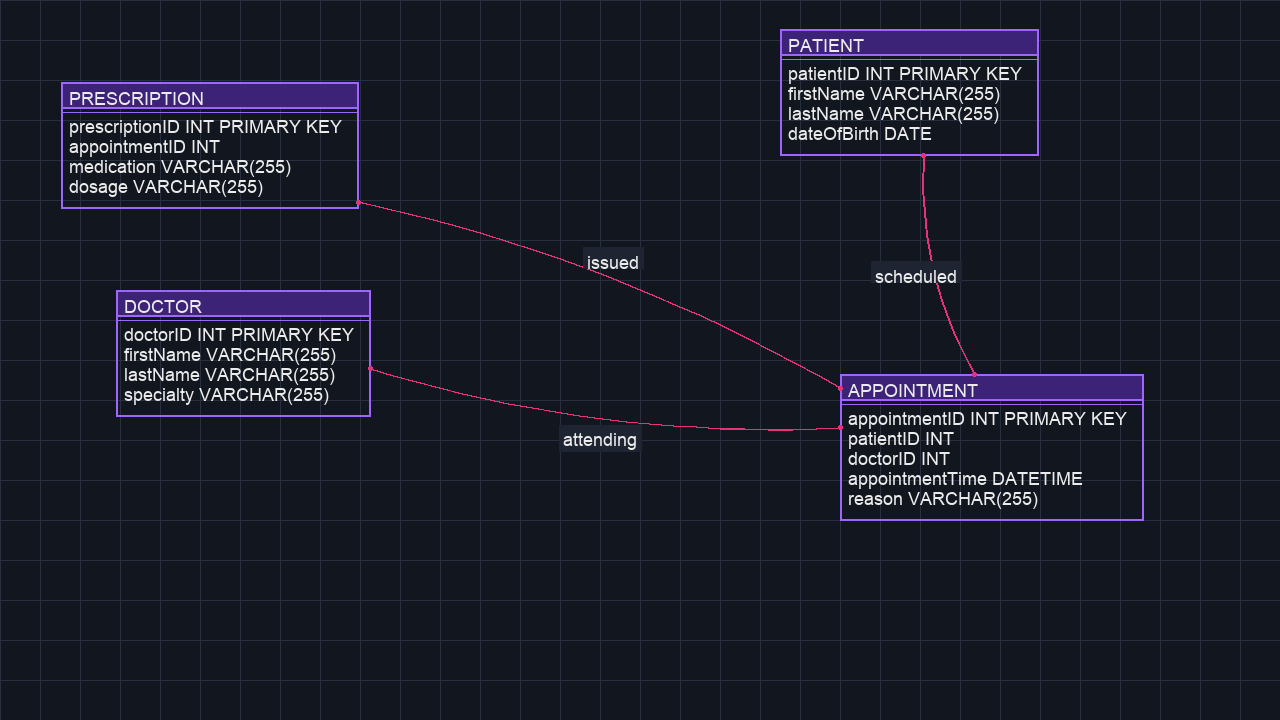 PATIENT
patientID INT PRIMARY KEY
firstName VARCHAR(255)
lastName VARCHAR(255)
dateOfBirth DATE
PRESCRIPTION
prescriptionID INT PRIMARY KEY
appointmentID INT
medication VARCHAR(255)
dosage VARCHAR(255)
issued
scheduled
DOCTOR
doctorID INT PRIMARY KEY
firstName VARCHAR(255)
lastName VARCHAR(255)
specialty VARCHAR(255)
attending
APPOINTMENT
appointmentID INT PRIMARY KEY
patientID INT
doctorID INT
appointmentTime DATETIME
reason VARCHAR(255)